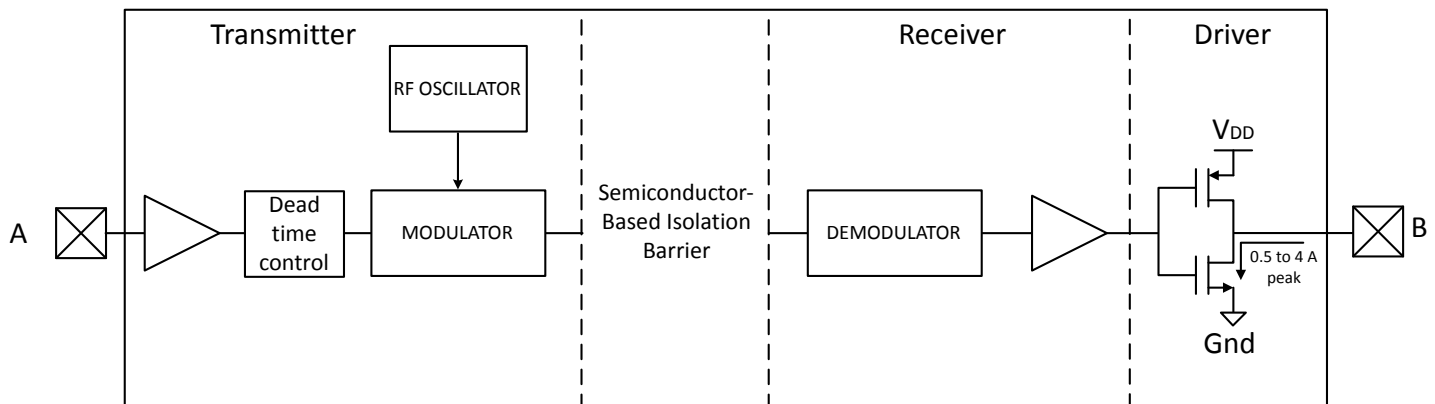 Transmitter
Receiver
Driver
RF OSCILLATOR
VDD
A
Dead
time
control
MODULATOR
Semiconductor-
Based Isolation
Barrier
DEMODULATOR
B
0.5 to 4 A
peak
Gnd